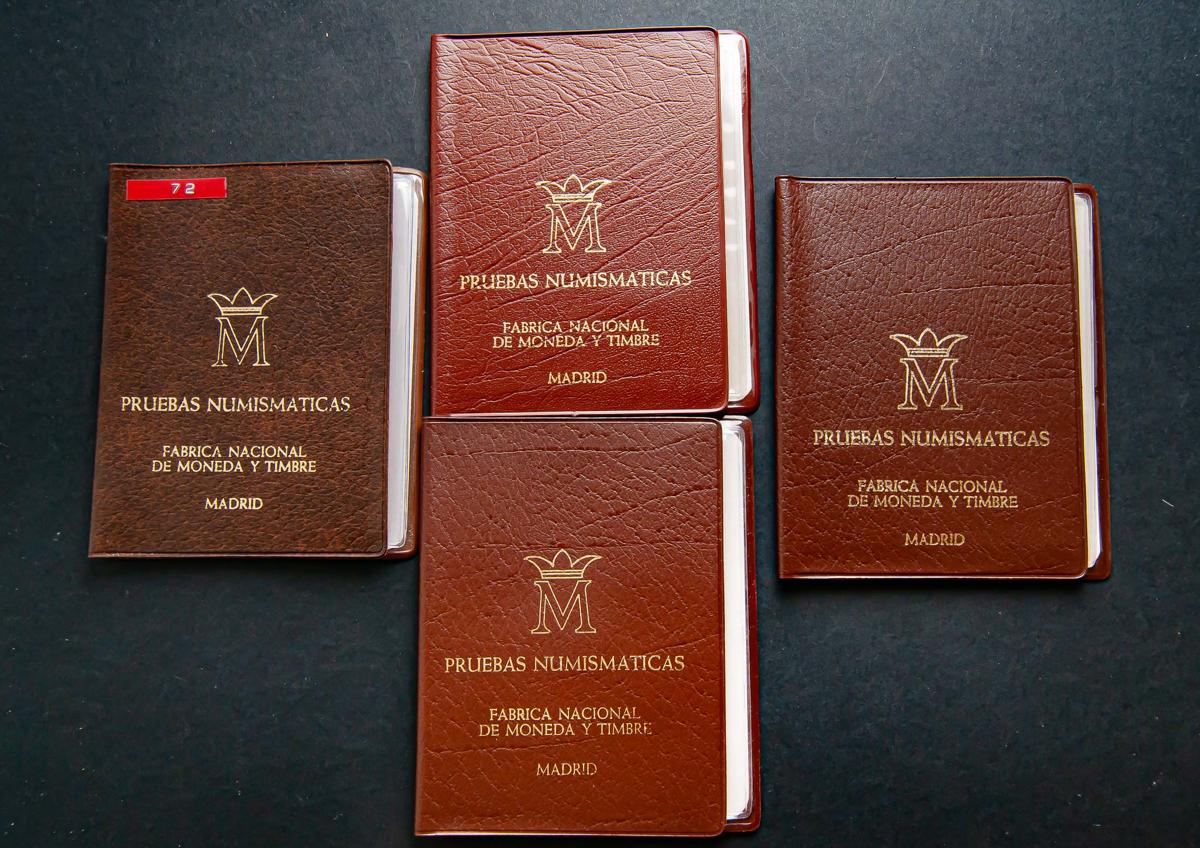 72
M
PRUEBAS NUMISMATICAS
FABRICA NACIONAL
DE MONEDA Y TIMBRE
MADRID
M
PRUEBAS NUMISMATICAS
FABRICA NACIONAL
DE MONEDA Y TIMBRE
MADRID
M
PRUEBAS NUMISMATICAS
FABRICA NACIONAL
DE MONEDA Y TIMBRE
MADRID
M
PRUEBAS NUMISMATICAS
FABRICA NACIONAL
DE MONEDA Y TIMBRE
MADRID